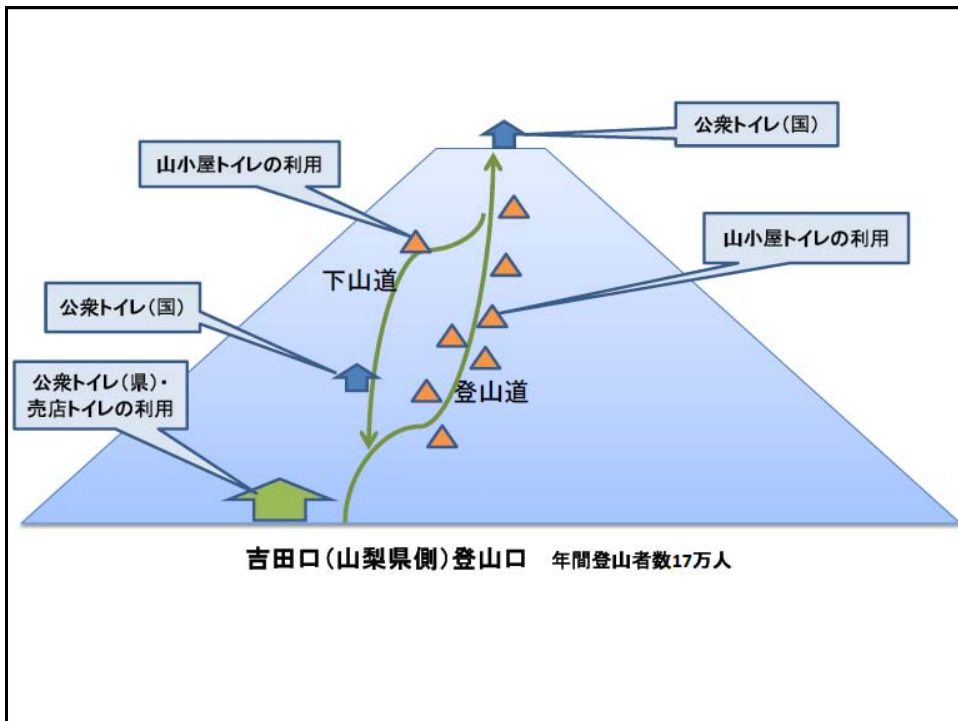 公衆トイレ(国)
山小屋トイレの利用
山小屋トイレの利用
下山道
公衆トイレ(国)
公衆トイレ(県)・
売店トイレの利用
登山道
吉田口(山梨県側)登山口 年間登山者数17万人